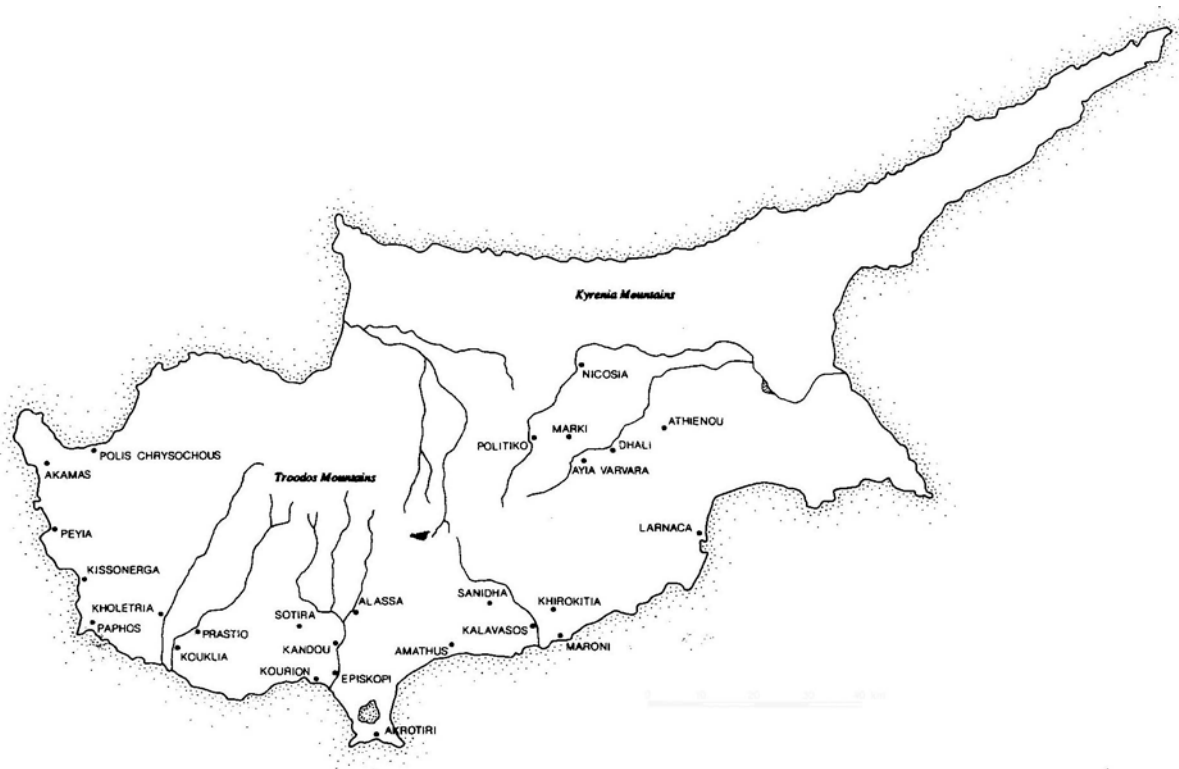 Kyrenia Mountains
NICOSIA
MARKI
ATHIENOU
POLITIKO
DHALI
AYIA VARVARA
POLIS CHRYSOCHOUS
AKAMAS
Troodos Mountains
PEYIA
LARNACA
KISSONERGA
SANIDHA
KHIROKITIA
KHOLETRIA
ALASSA
SOTIRA
PAPHOS
PRASTIO
KALAVASOS
KANDOU
AMATHUS
MARONI
KOUKLIA
KOURION
EPISKOPI
AKROTIRI